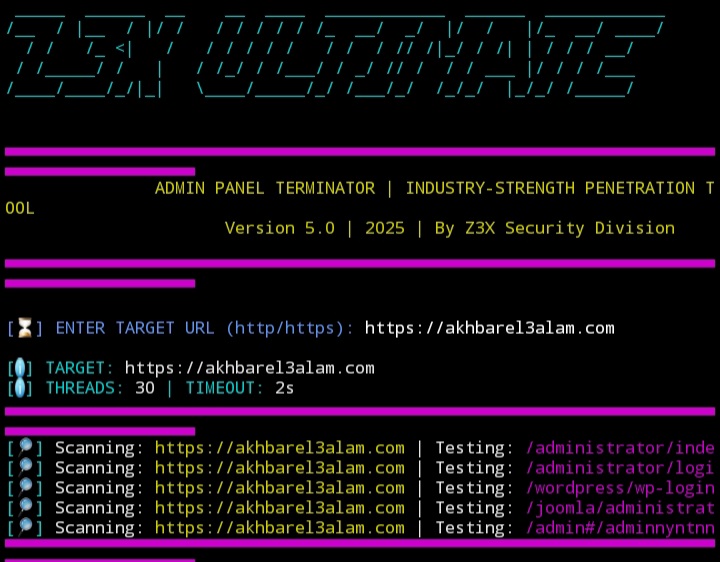 Z3X ULTIMATE
ADMIN PANEL TERMINATOR | INDUSTRY-STRENGTH PENETRATION T
OOL
Version 5.0 | 2025 | By Z3X Security Division
[⏳] ENTER TARGET URL (http/https): https://akhbarel3alam.com
[] TARGET: https://akhbarel3alam.com
[] THREADS: 30 | TIMEOUT: 2s
[🔎] Scanning: https://akhbarel3alam.com | Testing: /administrator/inde
[🔎] Scanning: https://akhbarel3alam.com | Testing: /administrator/logi
[🔎] Scanning: https://akhbarel3alam.com | Testing: /wordpress/wp-login
[🔎] Scanning: https://akhbarel3alam.com | Testing: /joomla/administrat
[🔎] Scanning: https://akhbarel3alam.com | Testing: /admin#/adminnyntnn